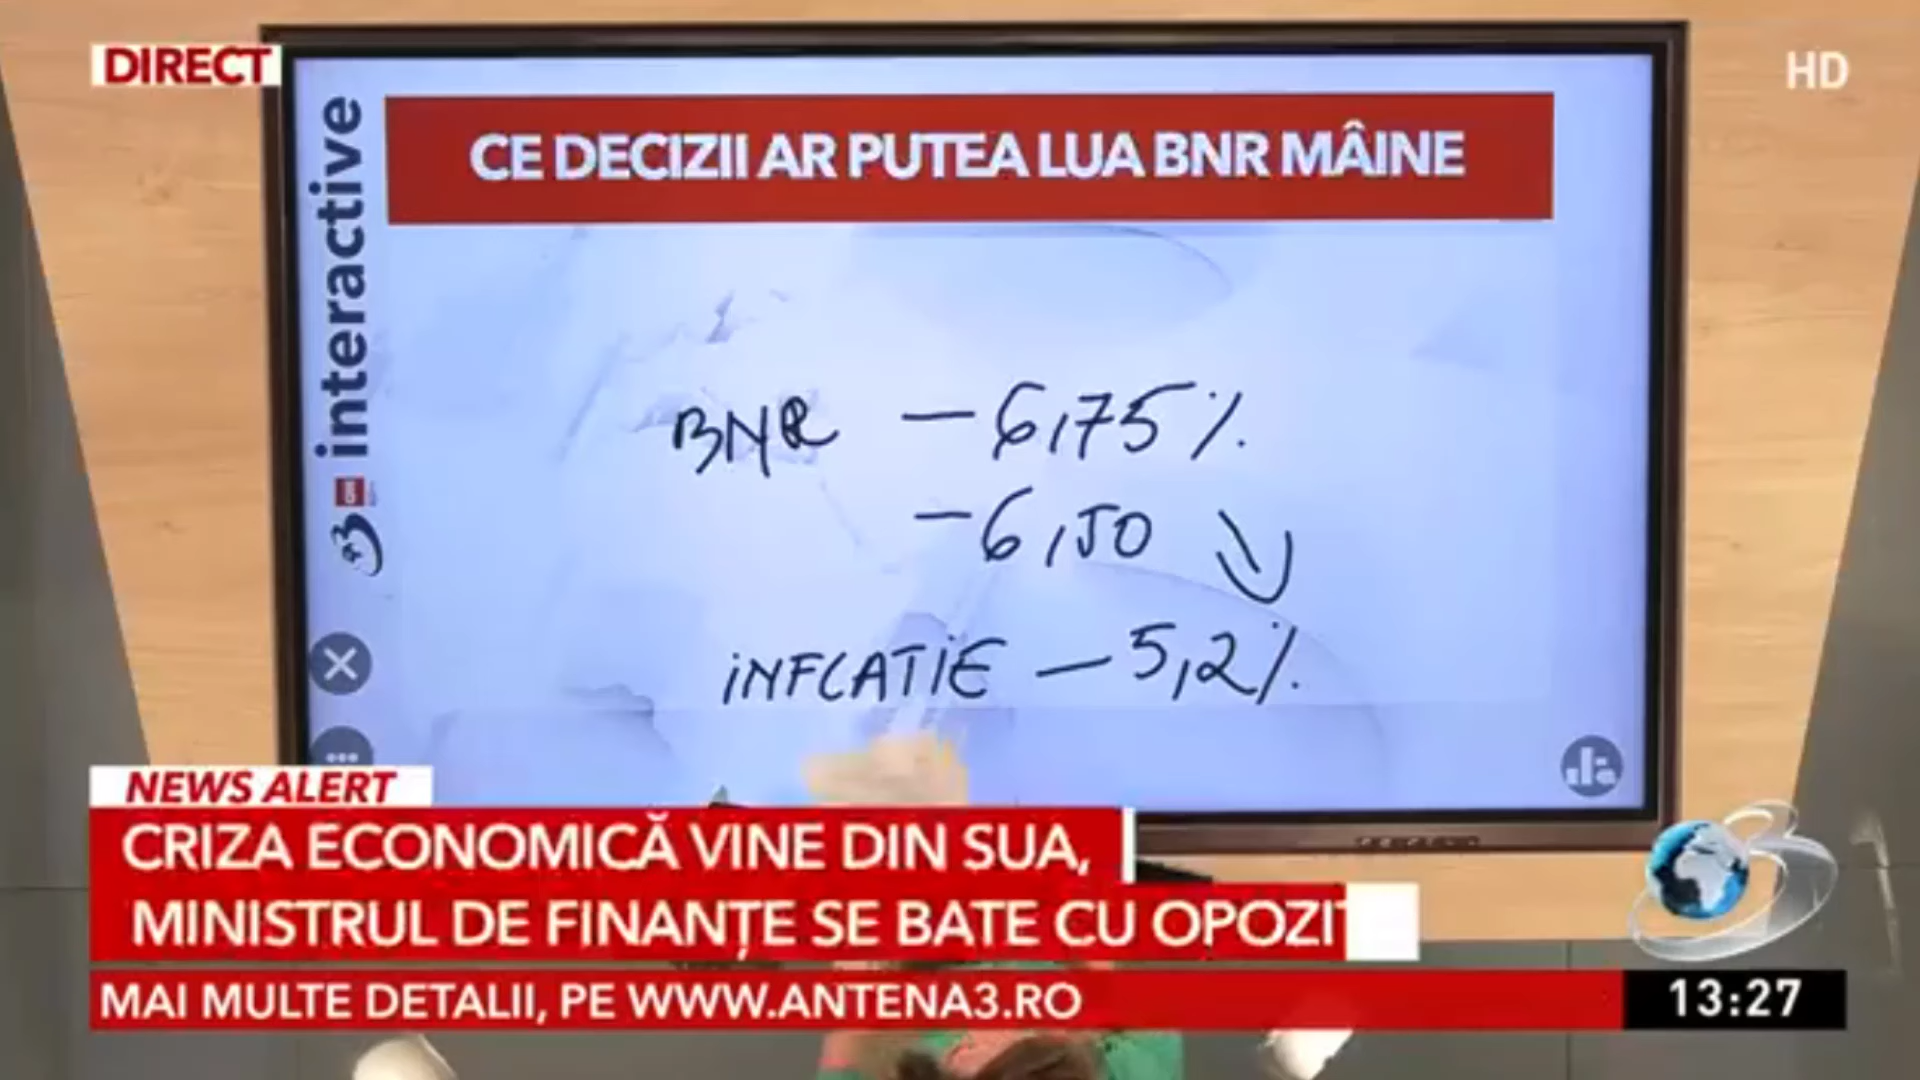 DIRECT
HD
interactive
CE DECIZII AR PUTEA LUA BNR MÂINE
BNR - 6,75%
- 6,50
INFLATIE - 5,2%
NEWS ALERT
CRIZA ECONOMICĂ VINE DIN SUA,
MINISTRUL DE FINANȚE SE BATE CU OPOZIT
MAI MULTE DETALII, PE WWW.ANTENA3.RO
13:27